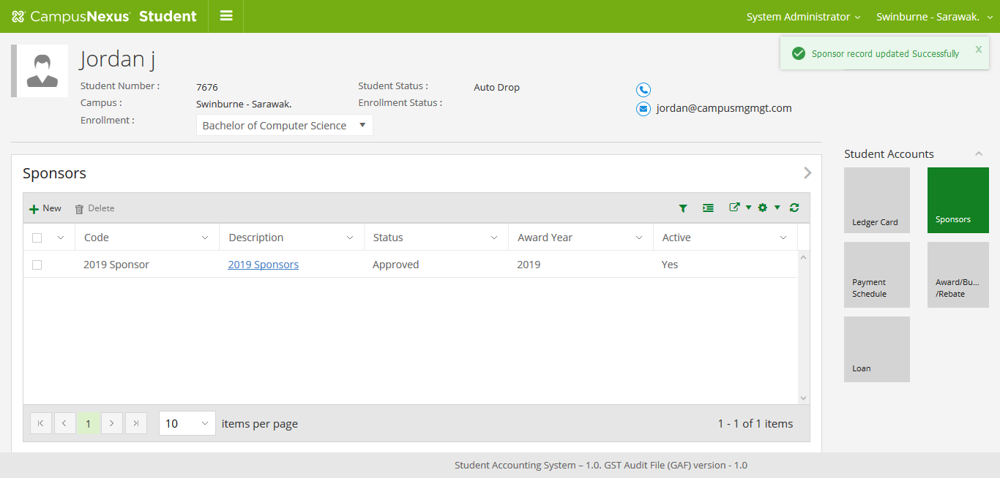 CampusNexus Student
System Administrator
Swinburne - Sarawak.
Sponsor record updated Successfully
X
Jordan j
Student Number :
7676
Student Status :
Auto Drop
Campus :
Swinburne - Sarawak.
Enrollment Status :
jordan@campusmgmgt.com
Enrollment :
Bachelor of Computer Science
Sponsors
New
Delete
Code
Description
Status
Award Year
Active
2019 Sponsor
2019 Sponsors
Approved
2019
Yes
1
10
items per page
1 - 1 of 1 items
Student Accounts
Ledger Card
Sponsors
Payment
Schedule
Award/Bu...
/Rebate
Loan
Student Accounting System – 1.0. GST Audit File (GAF) version - 1.0